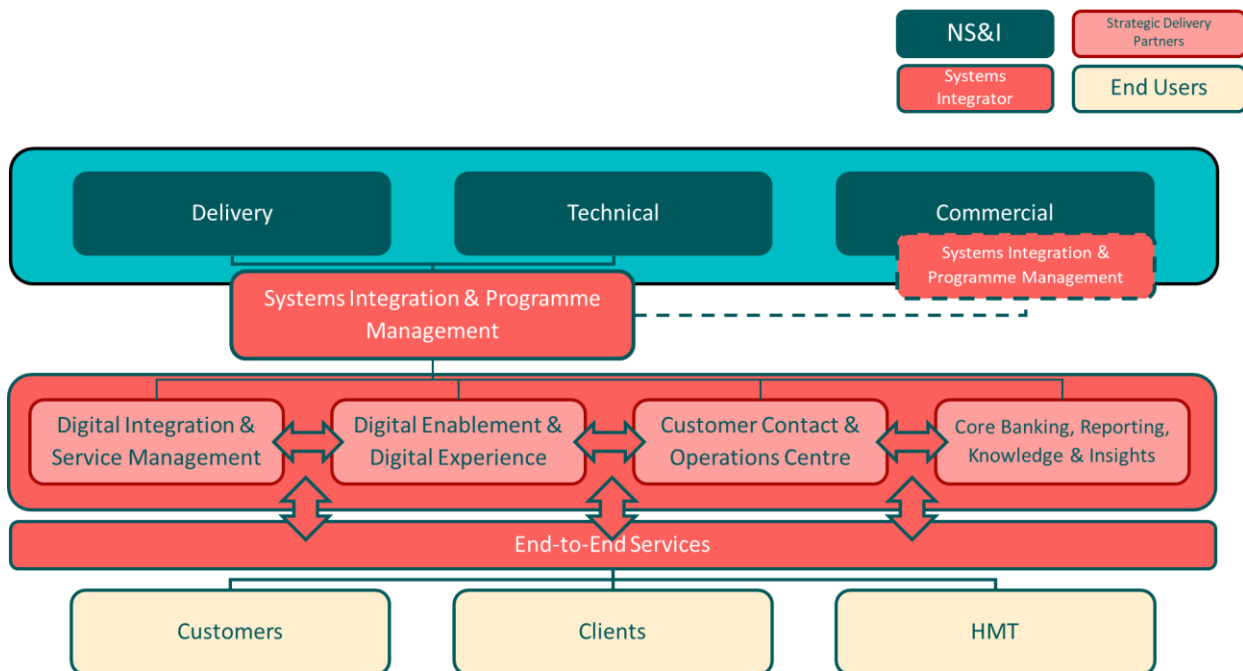 NS&I
Strategic Delivery
Partners
Systems
Integrator
End Users
Delivery
Technical
Commercial
Systems Integration &
Programme Management
Systems Integration & Programme
Management
Digital Integration &
Service Management
Digital Enablement &
Digital Experience
Customer Contact &
Operations Centre
Core Banking, Reporting,
Knowledge & Insights
End-to-End Services
Customers
Clients
HMT